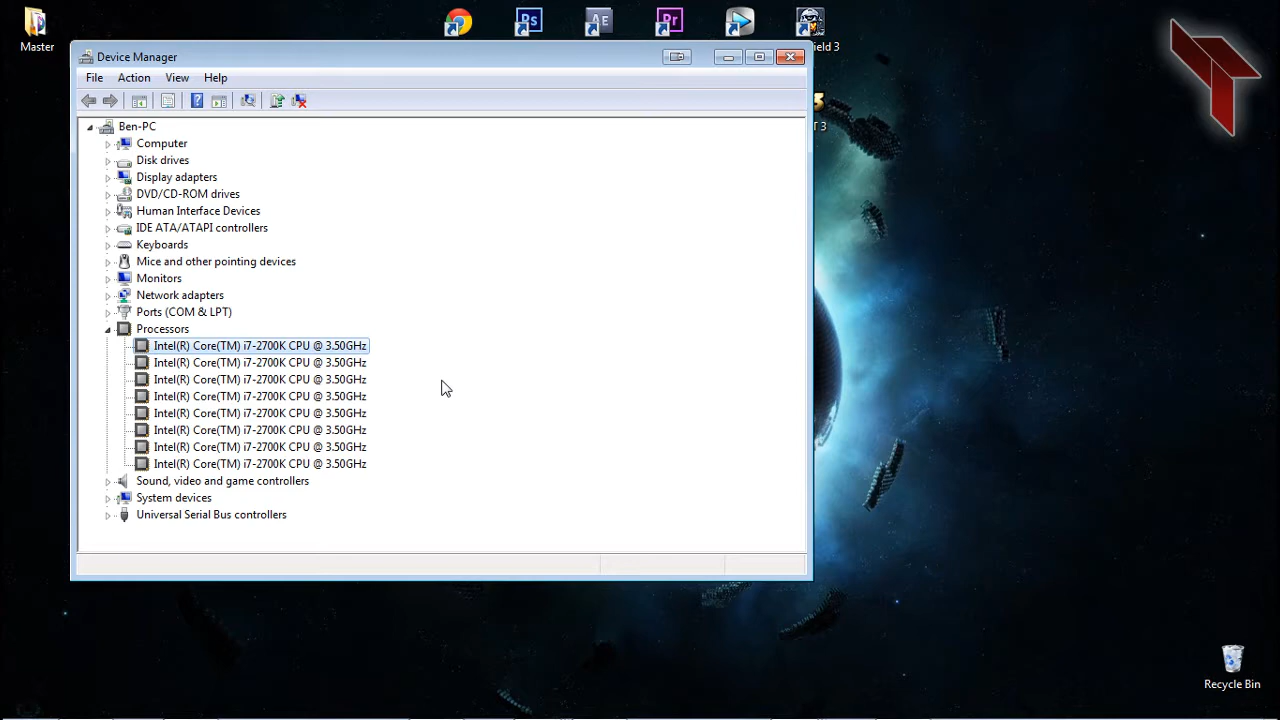 Master
Ps
AE
Pr
ield 3
T 3
Device Manager
File Action View Help
Ben-PC
Computer
Disk drives
Display adapters
DVD/CD-ROM drives
Human Interface Devices
IDE ATA/ATAPI controllers
Keyboards
Mice and other pointing devices
Monitors
Network adapters
Ports (COM & LPT)
Processors
Intel(R) Core(TM) i7-2700K CPU @ 3.50GHz
Intel(R) Core(TM) i7-2700K CPU @ 3.50GHz
Intel(R) Core(TM) i7-2700K CPU @ 3.50GHz
Intel(R) Core(TM) i7-2700K CPU @ 3.50GHz
Intel(R) Core(TM) i7-2700K CPU @ 3.50GHz
Intel(R) Core(TM) i7-2700K CPU @ 3.50GHz
Intel(R) Core(TM) i7-2700K CPU @ 3.50GHz
Intel(R) Core(TM) i7-2700K CPU @ 3.50GHz
Sound, video and game controllers
System devices
Universal Serial Bus controllers
Recycle Bin